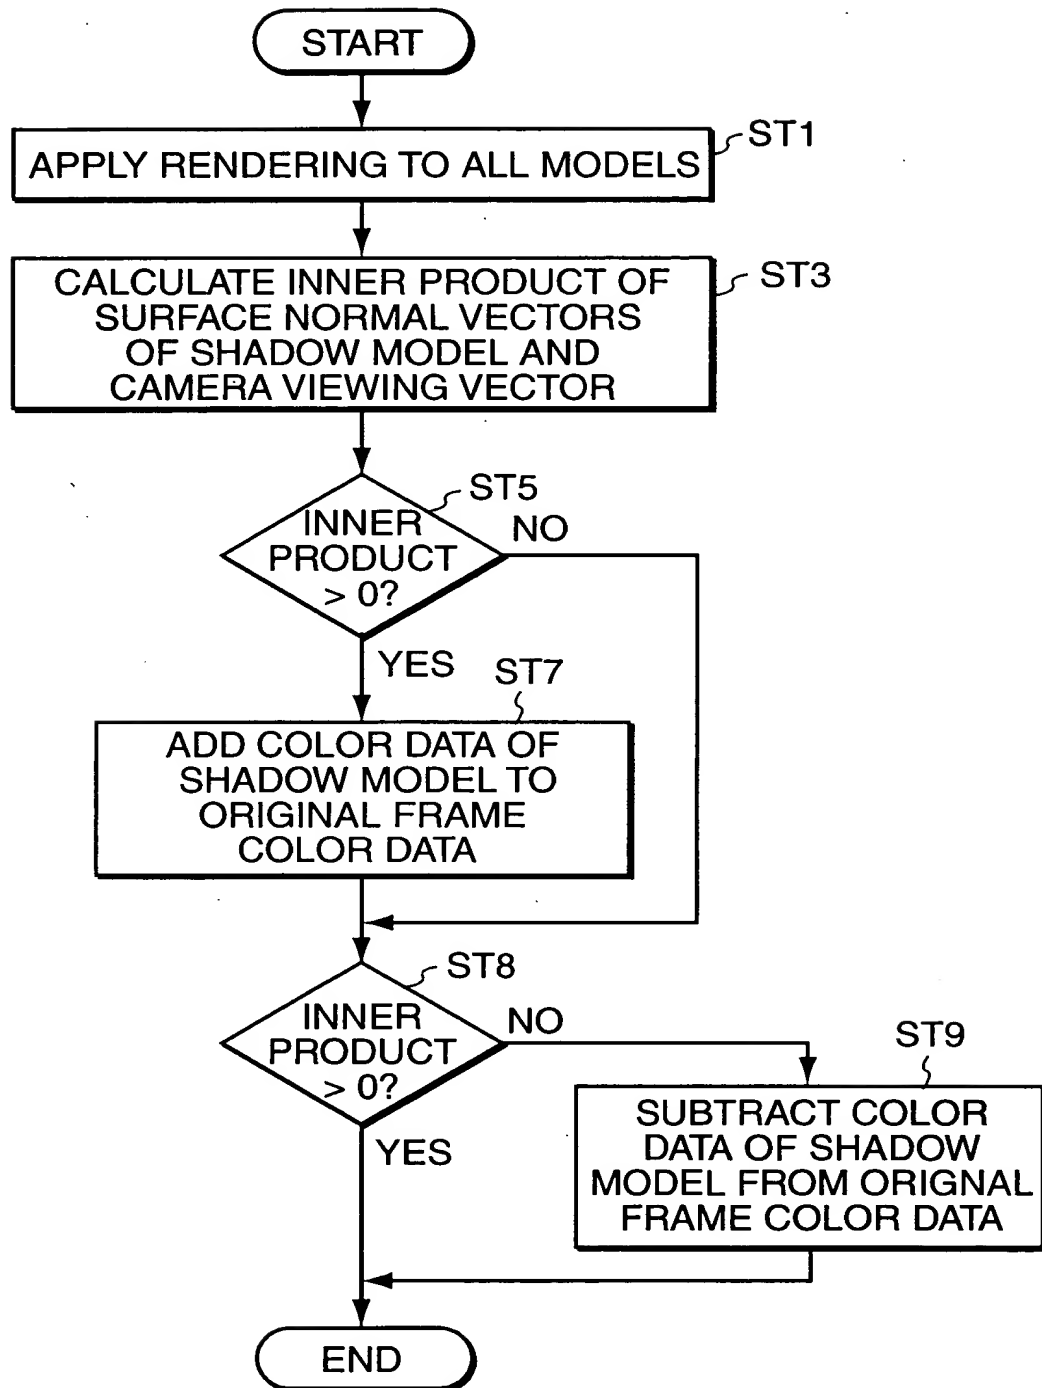 START
ST1
APPLY RENDERING TO ALL MODELS
ST3
CALCULATE INNER PRODUCT OF
SURFACE NORMAL VECTORS
OF SHADOW MODEL AND
CAMERA VIEWING VECTOR
ST5
INNER
PRODUCT
> 0?
NO
YES
ST7
ADD COLOR DATA OF
SHADOW MODEL TO
ORIGINAL FRAME
COLOR DATA
ST8
INNER
PRODUCT
> 0?
NO
YES
ST9
SUBTRACT COLOR
DATA OF SHADOW
MODEL FROM ORIGNAL
FRAME COLOR DATA
END